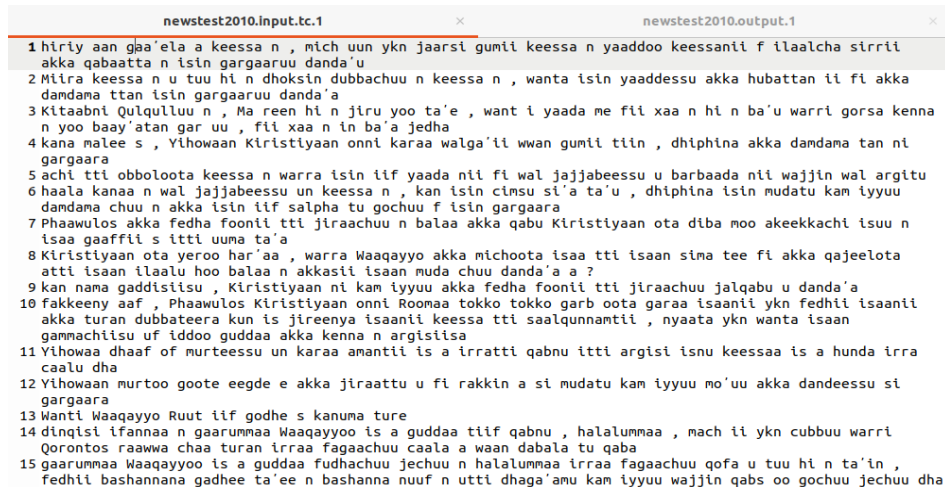 newstest2010.input.tc.1 × newstest2010.output.1 ×
1 hiriy aan gaa´ela a keessa n , mich uun ykn jaarsi gumii keessa n yaaddoo keessanii f ilaalcha sirrii
akka qabaatta n isin gargaaruu danda´u
2 Miira keessa n u tuu hi n dhoksin dubbachuu n keessa n , wanta isin yaaddessu akka hubattan ii fi akka
damdama ttan isin gargaaruu danda´a
3 Kitaabni Qulqulluu n , Ma reen hi n jiru yoo ta´e , want i yaada me fii xaa n hi n ba´u warri gorsa kenna
n yoo baay´atan gar uu , fii xaa n in ba´a jedha
4 kana malee s , Yihowaan Kiristiyaan onni karaa walga´ii wwan gumii tiin , dhiphina akka damdama tan ni
gargaara
5 achi tti obboloota keessa n warra isin iif yaada nii fi wal jajjabeessu u barbaada nii wajjin wal argitu
6 haala kanaa n wal jajjabeessu un keessa n , kan isin cimsu si´a ta´u , dhiphina isin mudatu kam iyyuu
damdama chuu n akka isin iif salpha tu gochuu f isin gargaara
7 Phaawulos akka fedha foonii tti jiraachuu n balaa akka qabu Kiristiyaan ota diba moo akeekkachi isuu n
isaa gaaffii s itti uuma ta´a
8 Kiristiyaan ota yeroo har´aa , warra Waaqayyo akka michoota isaa tti isaan sima tee fi akka qajeelota
atti isaan ilaalu hoo balaa n akkasii isaan muda chuu danda´a a ?
9 kan nama gaddisiisu , Kiristiyaan ni kam iyyuu akka fedha foonii tti jiraachuu jalqabu u danda´a
10 fakkeeny aaf , Phaawulos Kiristiyaan onni Roomaa tokko tokko garb oota garaa isaanii ykn fedhii isaanii
akka turan dubbateera kun is jireenya isaanii keessa tti saalqunnamtii , nyaata ykn wanta isaan
gammachiisu uf iddoo guddaa akka kenna n argisiisa
11 Yihowaa dhaaf of murteessu un karaa amantii is a irratti qabnu itti argisi isnu keessaa is a hunda irra
caalu dha
12 Yihowaan murtoo goote eegde e akka jiraattu u fi rakkin a si mudatu kam iyyuu mo´uu akka dandeessu si
gargaara
13 Wanti Waaqayyo Ruut iif godhe s kanuma ture
14 dinqisi ifannaa n gaarummaa Waaqayyoo is a guddaa tiif qabnu , halalummaa , mach ii ykn cubbuu warri
Qorontos raawwa chaa turan irraa fagaachuu caala a waan dabala tu qaba
15 gaarummaa Waaqayyoo is a guddaa fudhachuu jechuu n halalummaa irraa fagaachuu qofa u tuu hi n ta´in ,
fedhii bashannana gadhee ta´ee n bashanna nuuf n utti dhaga´amu kam iyyuu wajjin qabs oo gochuu jechuu dha